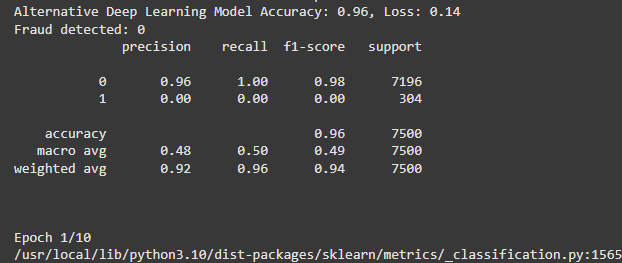 Alternative Deep Learning Model Accuracy: 0.96, Loss: 0.14
Fraud detected: 0
precision recall f1-score support
0 0.96 1.00 0.98 7196
1 0.00 0.00 0.00 304
accuracy 0.96 7500
macro avg 0.48 0.50 0.49 7500
weighted avg 0.92 0.96 0.94 7500
Epoch 1/10
/usr/local/lib/python3.10/dist-packages/sklearn/metrics/_classification.py:1565